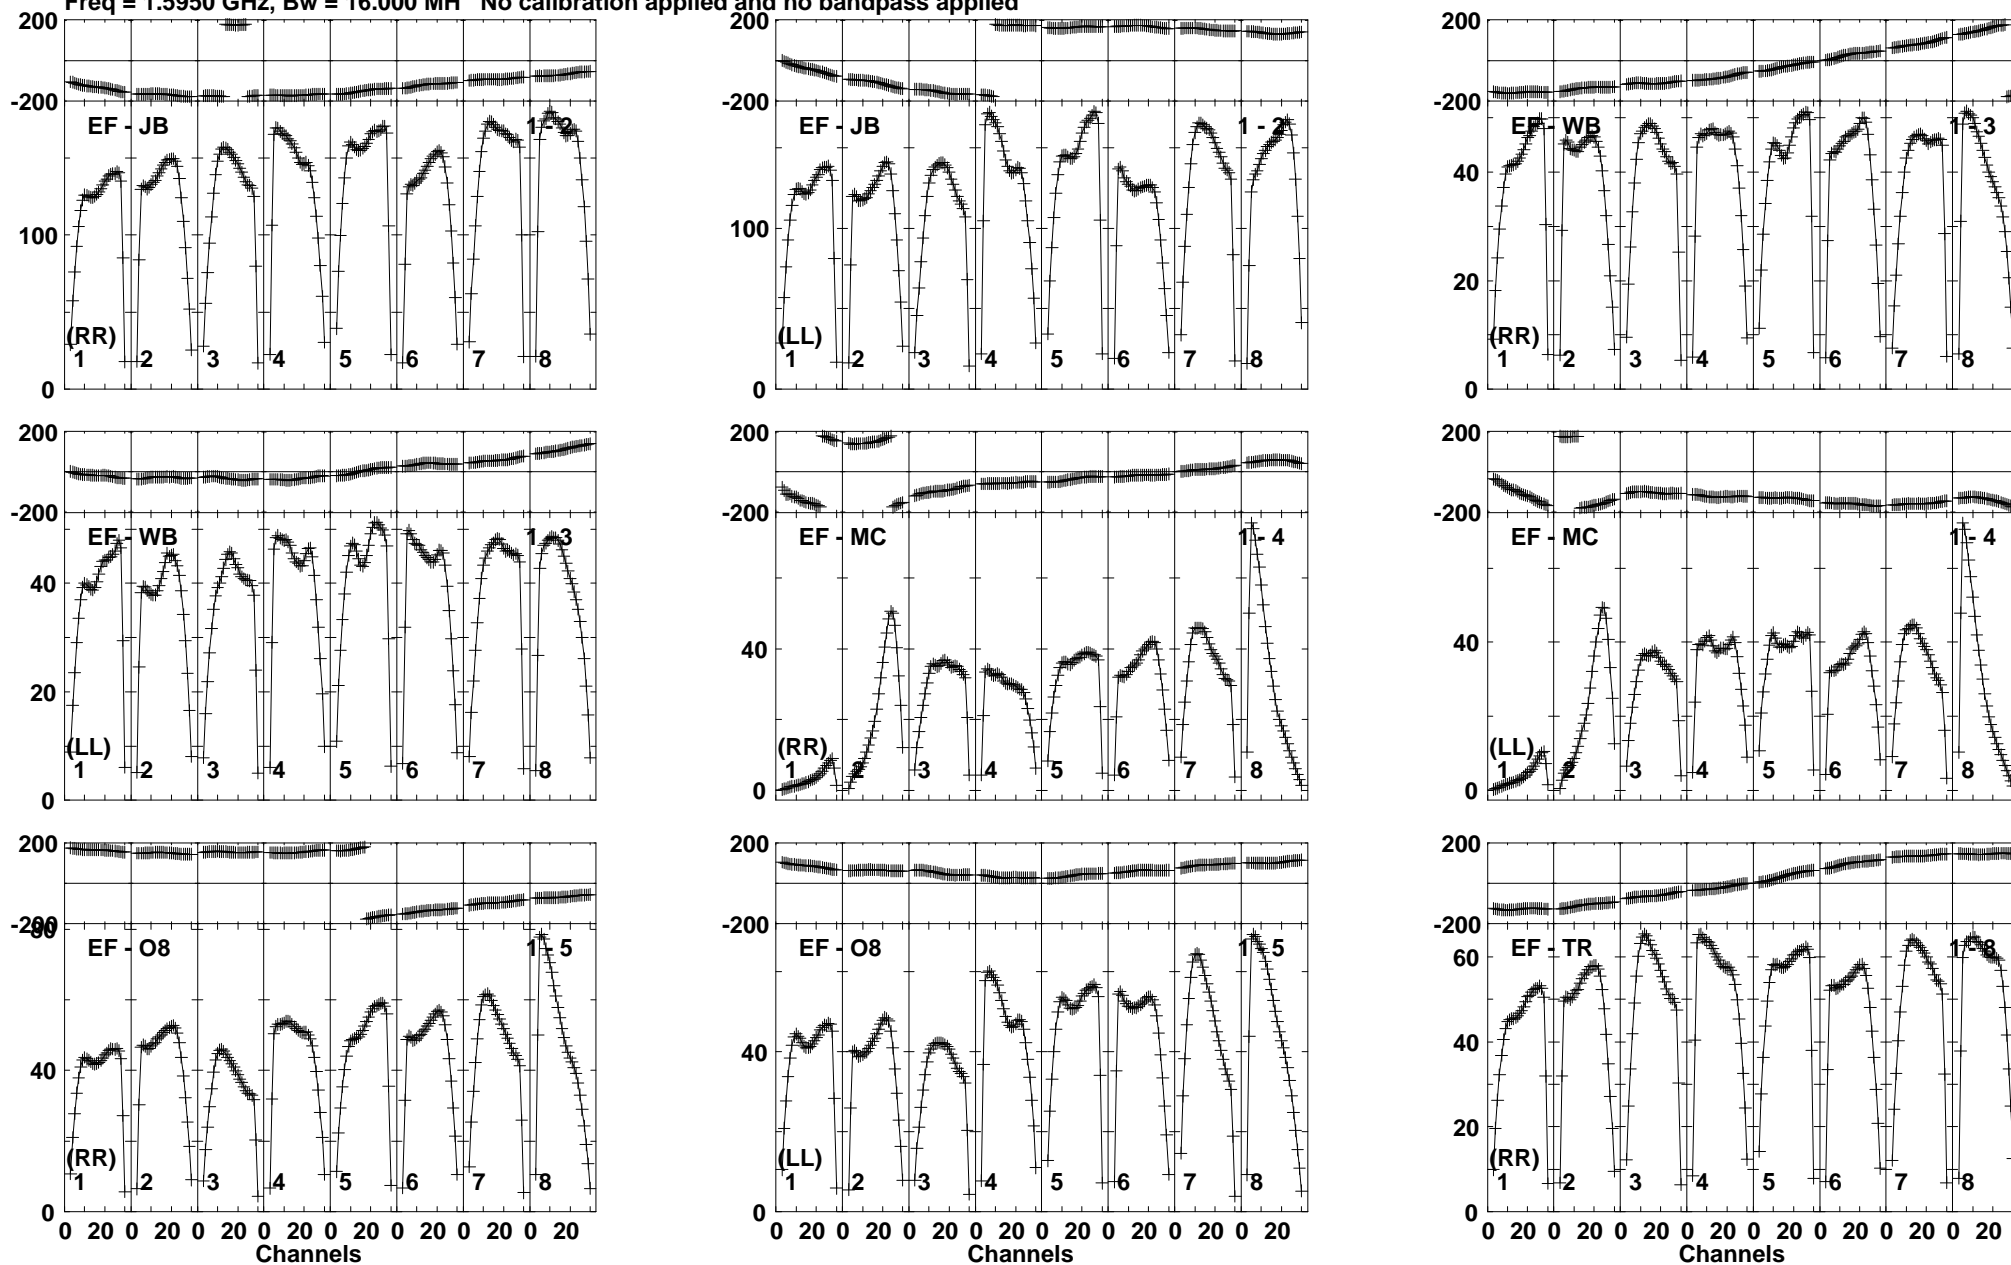 Freq = 1.5950 GHz, Bw = 16.000 MH No calibration applied and no bandpass applied
200 200 200
-200 -200 -200
EF - JB 1 - 2 EF - JB 1 - 2 EF - WB 1 - 3
100 100 40
20
(RR) (LL) (RR)
1 2 3 4 5 6 7 8 1 2 3 4 5 6 7 8 1 2 3 4 5 6 7 8
0 0 0
200 200 200
-200 -200 -200
EF - WB 1 - 3 EF - MC 1 - 4 EF - MC 1 - 4
40 40 40
20
(LL) (RR) (LL)
1 2 3 4 5 6 7 8 1 2 3 4 5 6 7 8 1 2 3 4 5 6 7 8
0 0 0
200 200 200
-200 -200 -200
80
EF - O8 1 - 5 EF - O8 1 - 5 EF - TR 1 - 8
60
40 40 40
20
(RR) (LL) (RR)
1 2 3 4 5 6 7 8 1 2 3 4 5 6 7 8 1 2 3 4 5 6 7 8
0 0 0
0 20 0 20 0 20 0 20 0 20 0 20 0 20 0 20 0 20 0 20 0 20 0 20 0 20 0 20 0 20 0 20 0 20 0 20 0 20 0 20 0 20 0 20 0 20 0 20
Channels Channels Channels